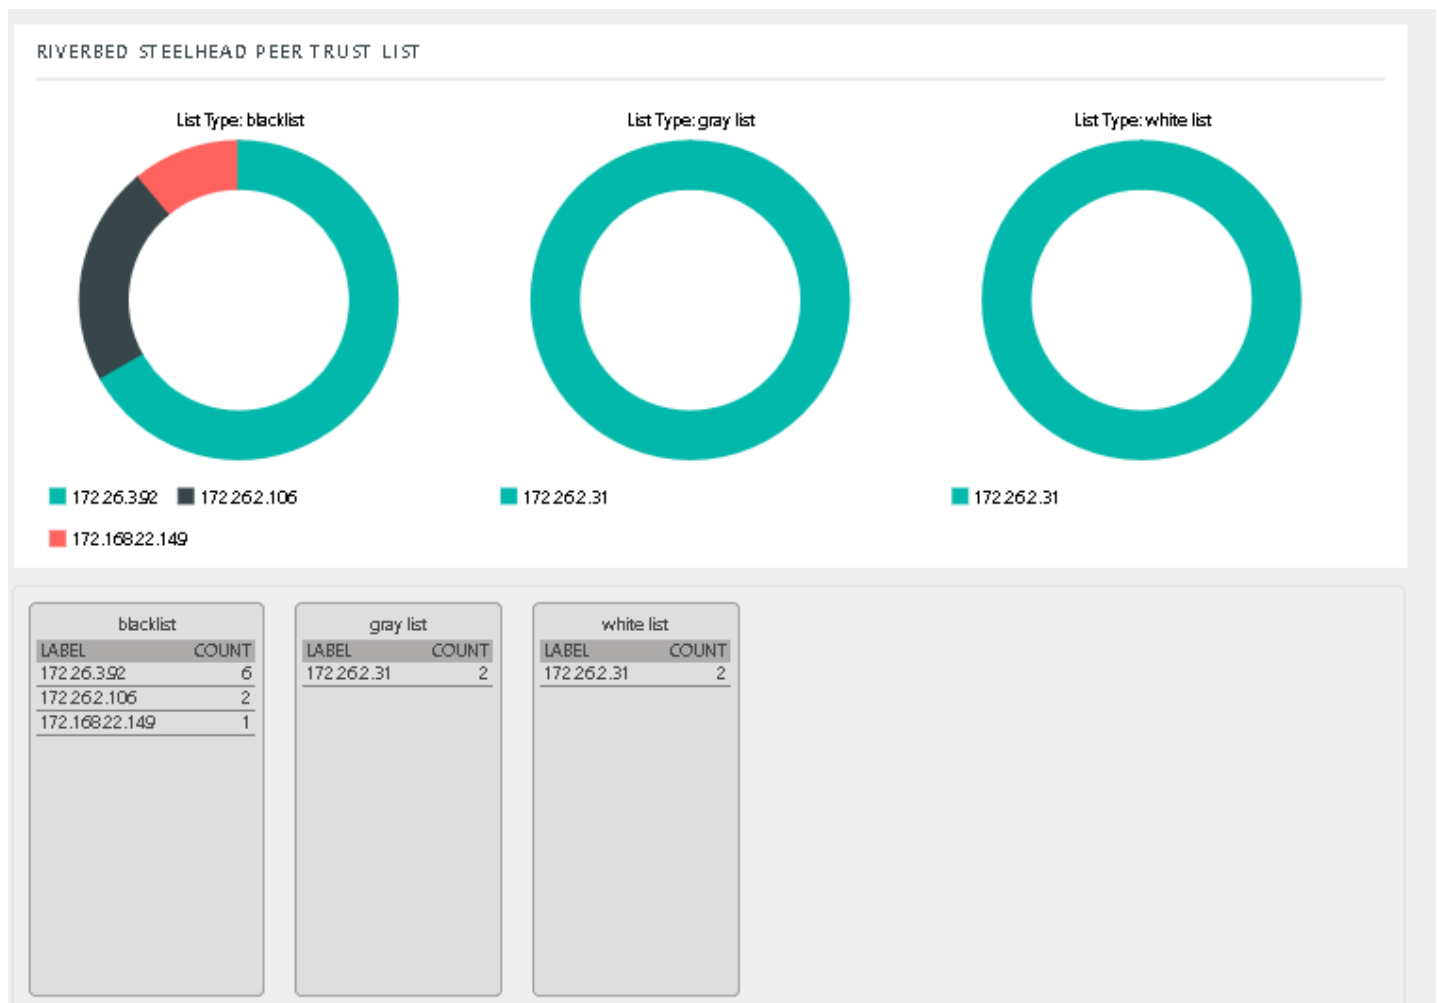 RIVERBED STEELHEAD PEER TRUST LIST
List Type: blacklist
List Type: gray list
List Type: white list
172.26.3.92
172.26.2.106
172.168.22.149
172.26.2.31
172.26.2.31
blacklist
LABEL COUNT
172.26.3.92 6
172.26.2.106 2
172.168.22.149 1
gray list
LABEL COUNT
172.26.2.31 2
white list
LABEL COUNT
172.26.2.31 2